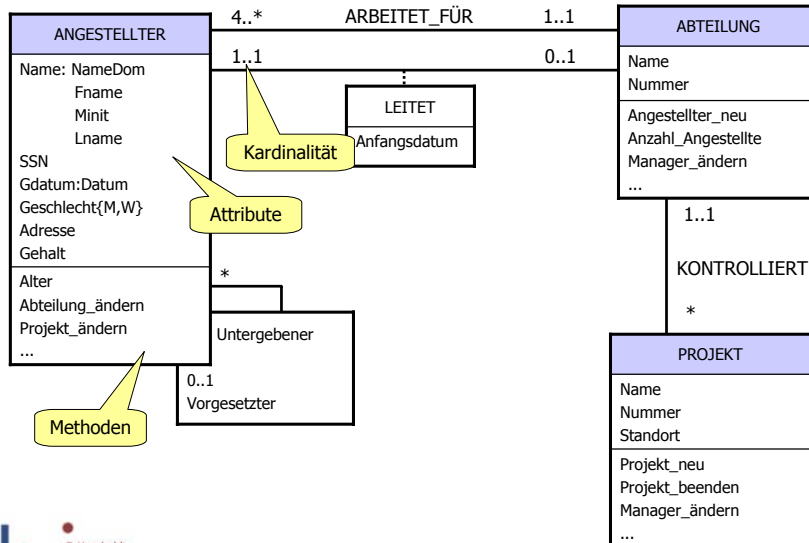 ANGESTELLTER
Name: NameDom
Fname
Minit
Lname
SSN
Gdatum:Datum
Geschlecht{M,W}
Adresse
Gehalt
Alter
Abteilung_ändern
Projekt_ändern
...
4..* ARBEITET_FÜR 1..1
1..1 0..1
LEITET
Anfangsdatum
Kardinalität
Attribute
Methoden
*
Untergebener
0..1
Vorgesetzter
ABTEILUNG
Name
Nummer
Angestellter_neu
Anzahl_Angestellte
Manager_ändern
...
1..1
KONTROLLIERT
*
PROJEKT
Name
Nummer
Standort
Projekt_neu
Projekt_beenden
Manager_ändern
...